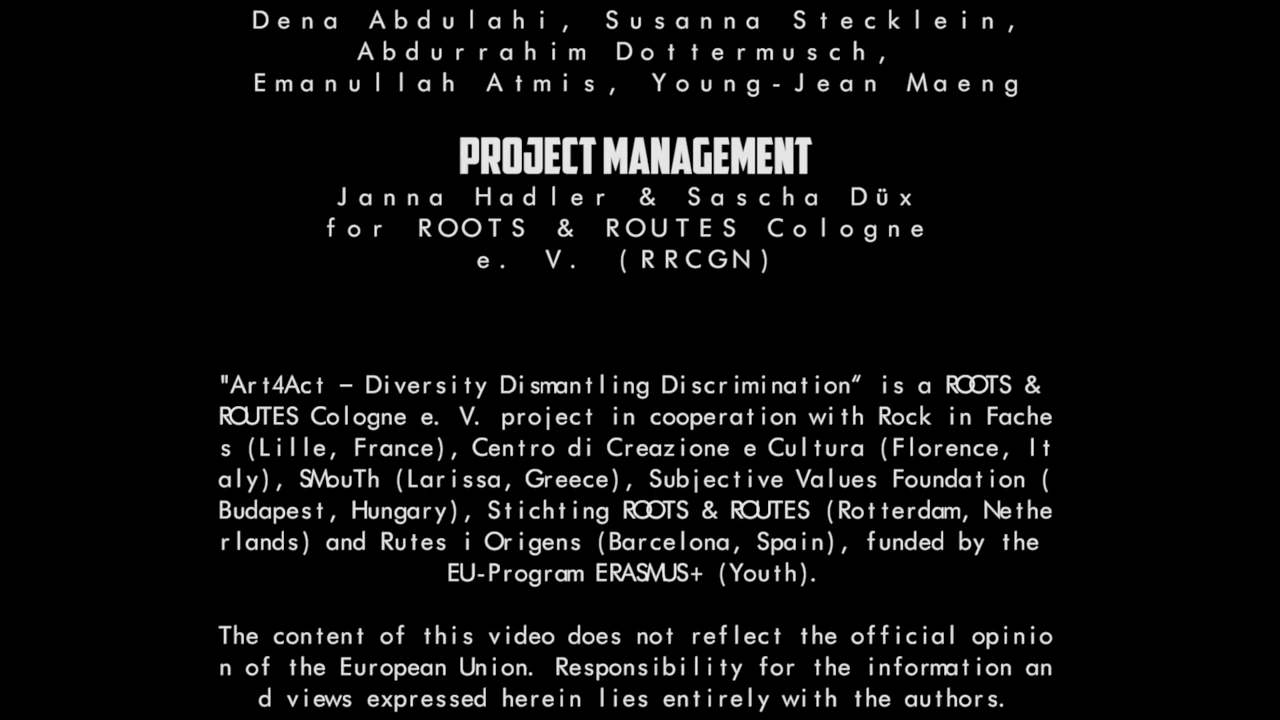 Dena Abdulahi, Susanna Stecklein,
Abdurrahim Dottermusch,
Emanullah Atmis, Young-Jean Maeng
PROJECT MANAGEMENT
Janna Hadler & Sascha Düx
for ROOTS & ROUTES Cologne
e. V. (RRCGN)
"Art4Act – Diversity Dismantling Discrimination“ is a ROOTS &
ROUTES Cologne e. V. project in cooperation with Rock in Fache
s (Lille, France), Centro di Creazione e Cultura (Florence, It
aly), SMouTh (Larissa, Greece), Subjective Values Foundation (
Budapest, Hungary), Stichting ROOTS & ROUTES (Rotterdam, Nethe
rlands) and Rutes i Origens (Barcelona, Spain), funded by the
EU-Program ERASMUS+ (Youth).
The content of this video does not reflect the official opinio
n of the European Union. Responsibility for the information an
d views expressed herein lies entirely with the authors.